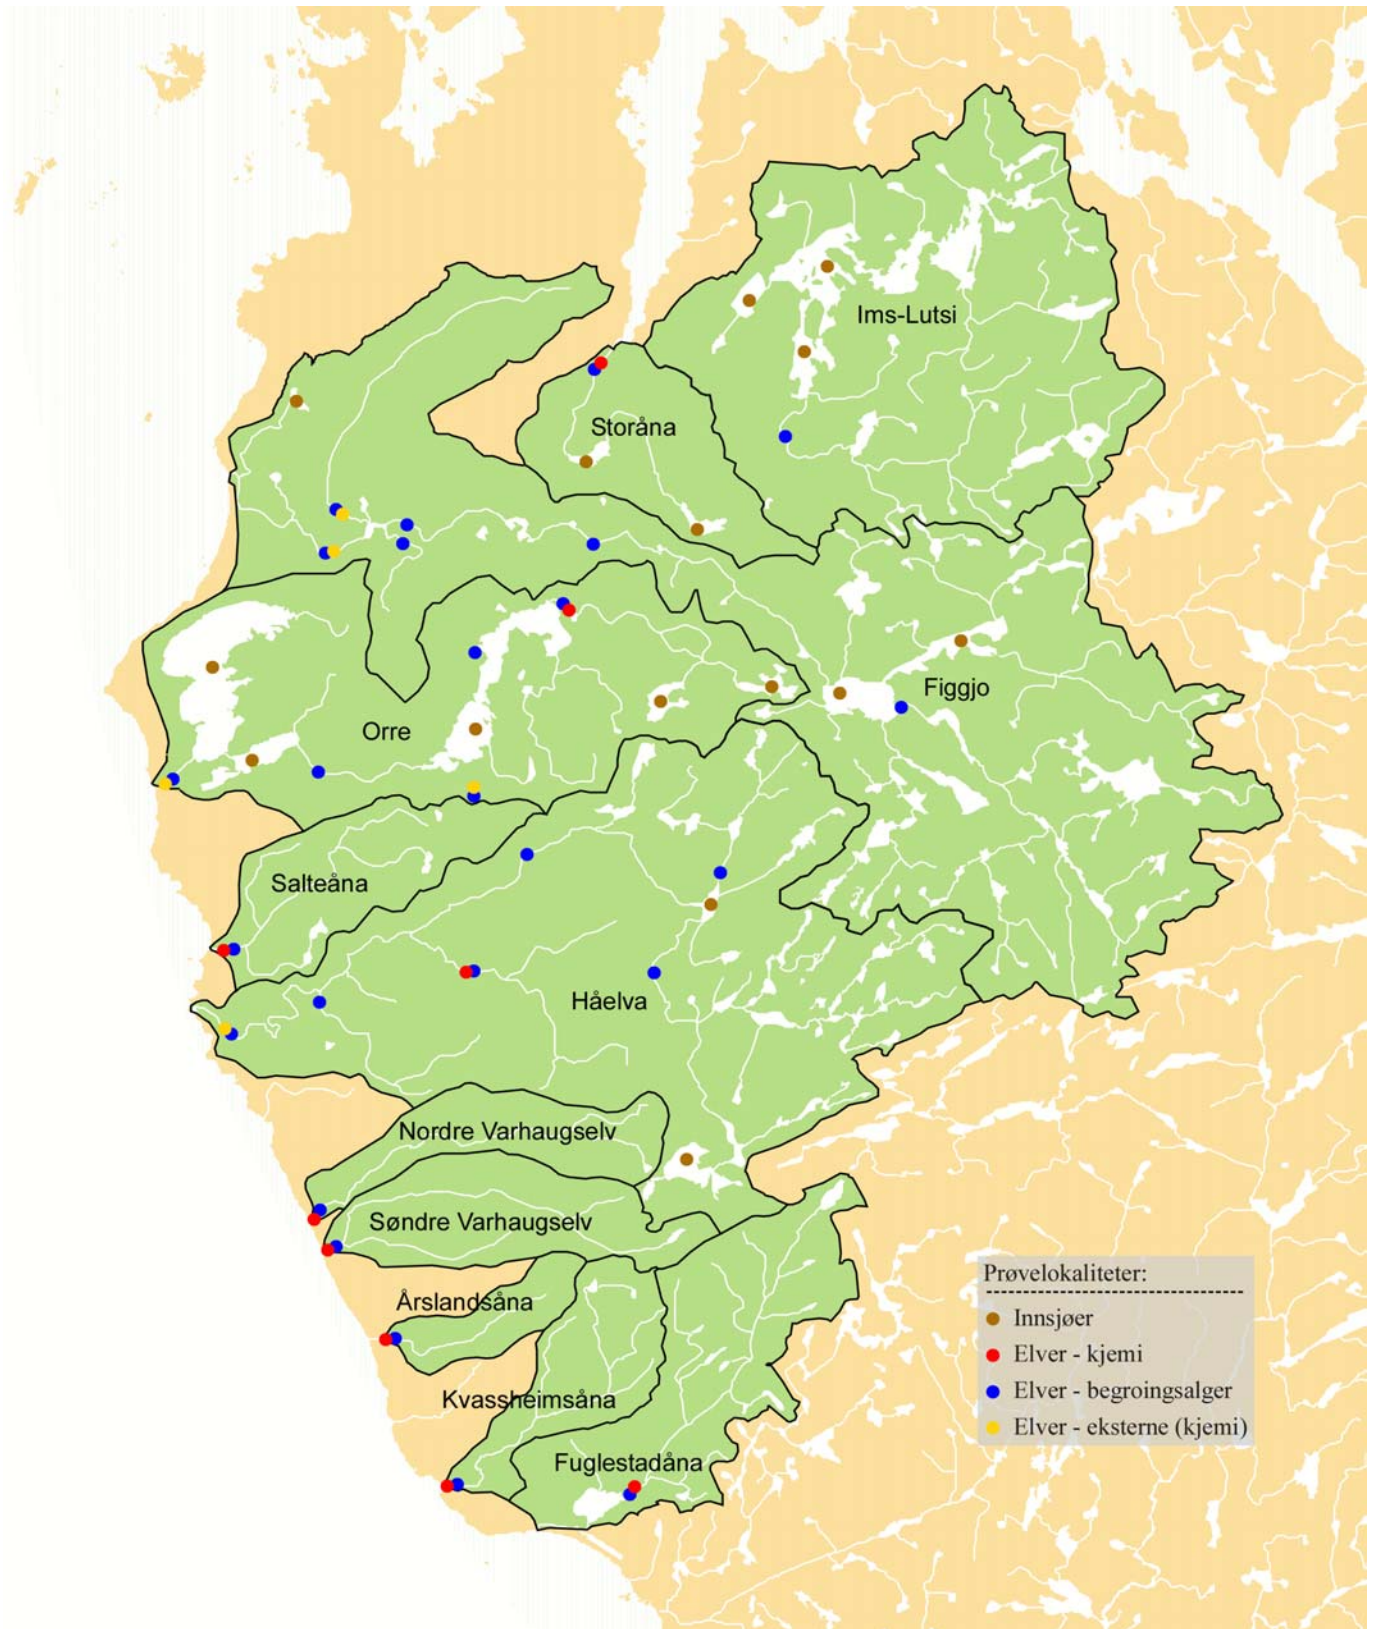 Ims-Lutsi
Storåna
Figgjo
Orre
Salteåna
Håelva
Nordre Varhaugselv
Søndre Varhaugselv
Årslandsåna
Kvassheimsåna
Fuglestadåna
Prøvelokaliteter:
Innsjøer
Elver - kjemi
Elver - begroingsalger
Elver - eksterne (kjemi)